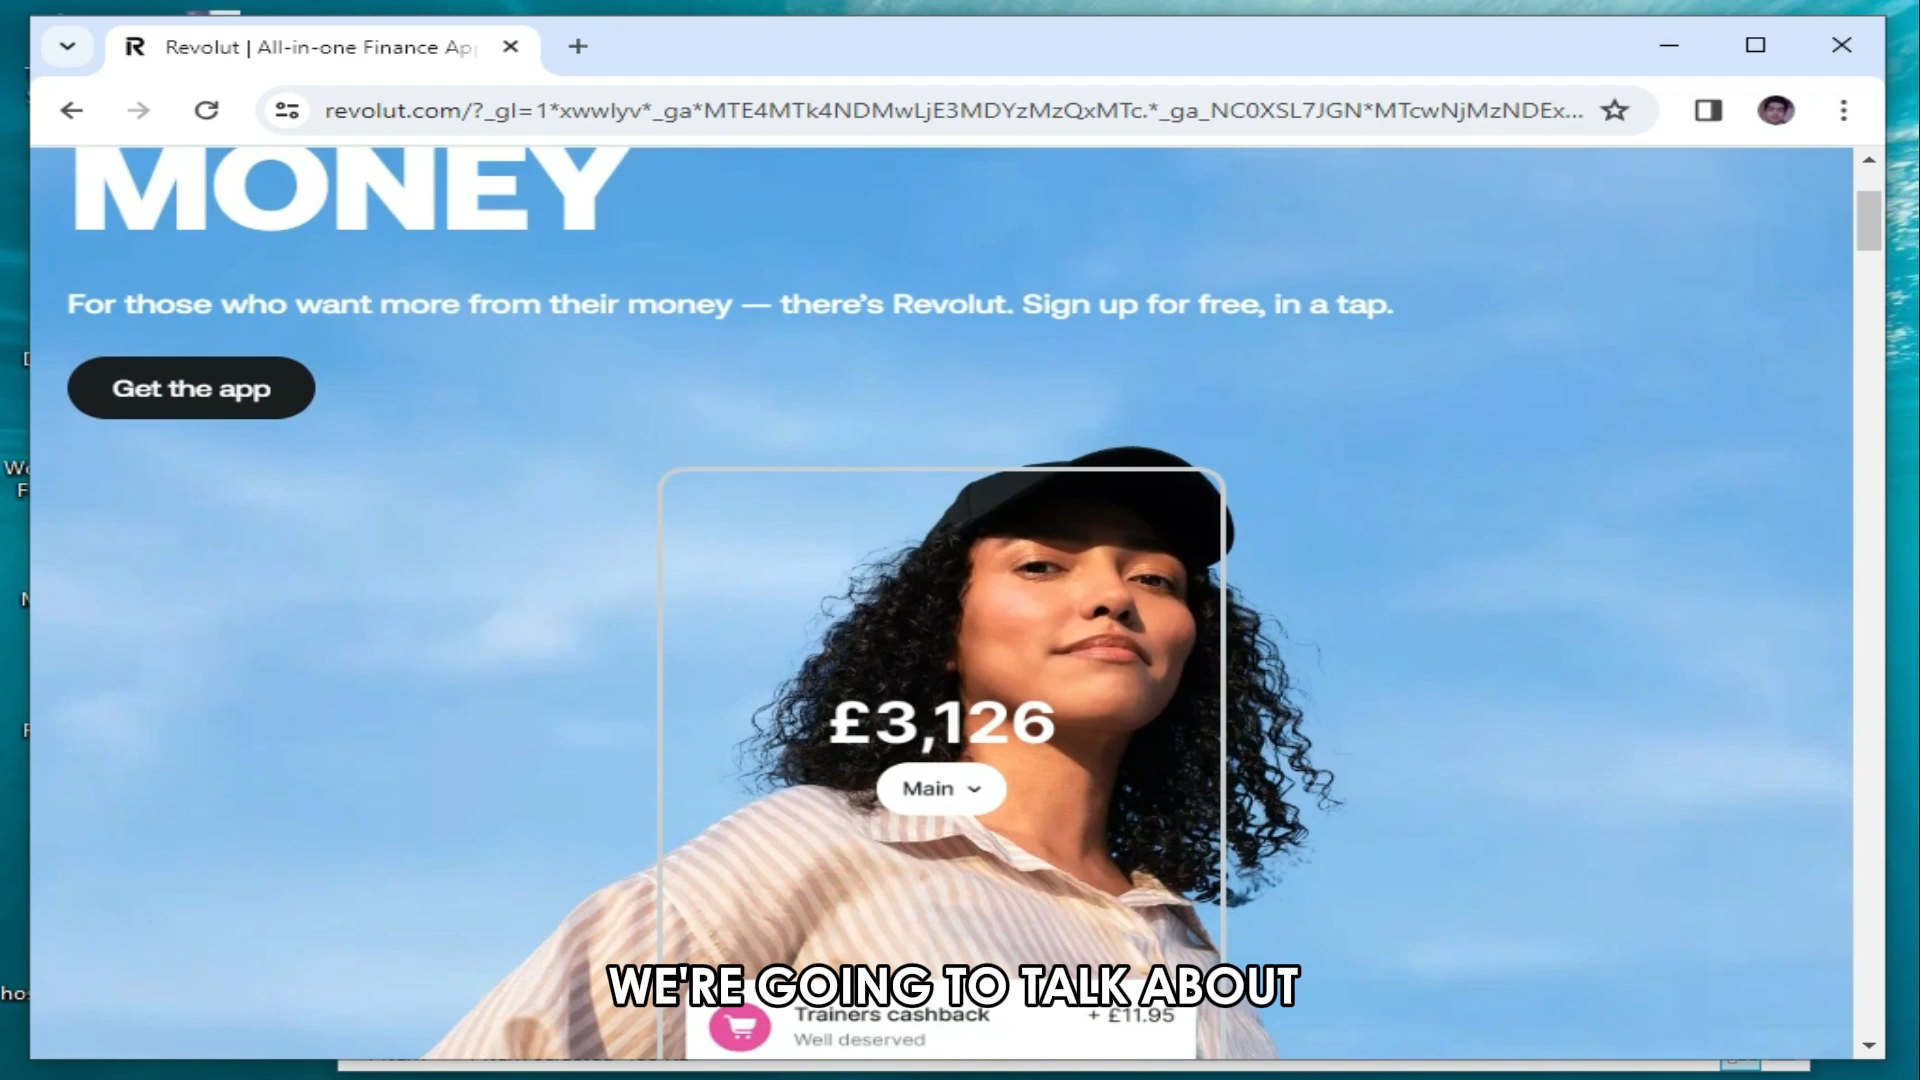 Revolut | All-in-one Finance Ap
revolut.com/?_gl=1*xwwlyv*_ga*MTE4MTk4NDMwLjE3MDYzMzQxMTc.*_ga_NC0XSL7JGN*MTcwNjMzNDEx...
MONEY
For those who want more from their money — there's Revolut. Sign up for free, in a tap.
Get the app
£3,126
Main
WE'RE GOING TO TALK ABOUT
Trainers cashback + £11.95
Well deserved